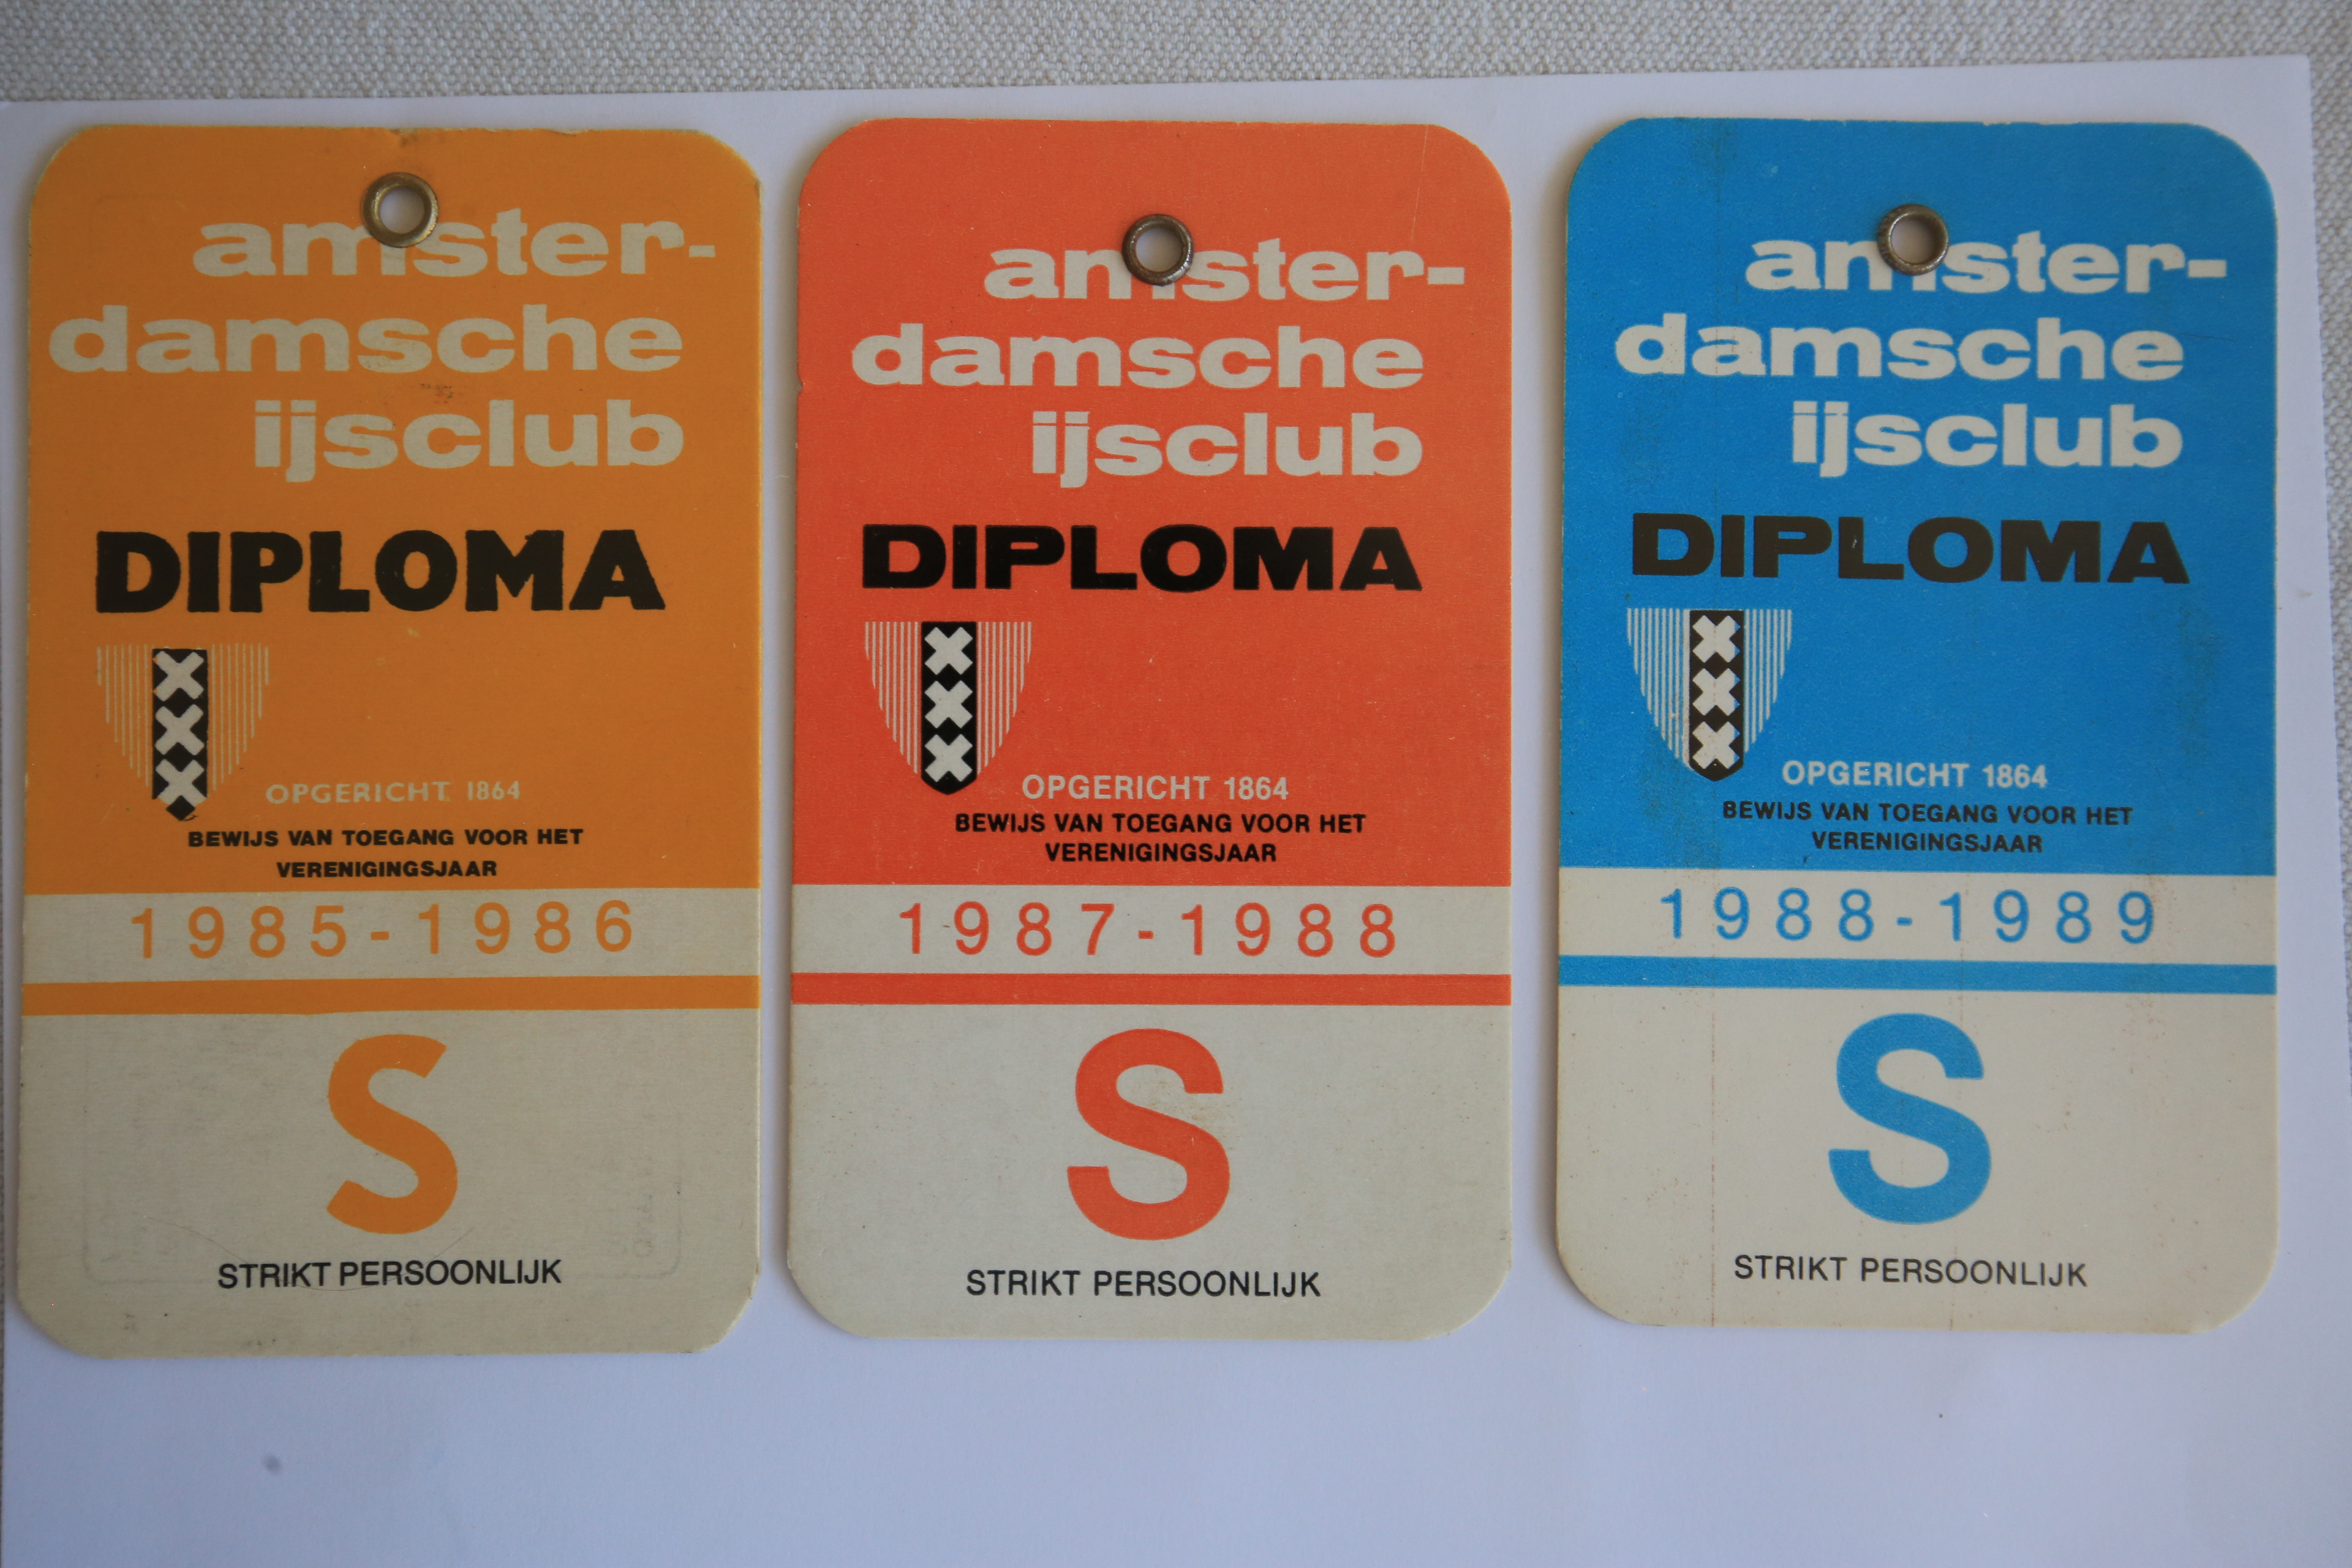 amster-
damsche
ijsclub
DIPLOMA
OPGERICHT 1864
BEWIJS VAN TOEGANG VOOR HET
VERENIGINGSJAAR
1985-1986
S
STRIKT PERSOONLIJK
amster-
damsche
ijsclub
DIPLOMA
OPGERICHT 1864
BEWIJS VAN TOEGANG VOOR HET
VERENIGINGSJAAR
1987-1988
S
STRIKT PERSOONLIJK
amster-
damsche
ijsclub
DIPLOMA
OPGERICHT 1864
BEWIJS VAN TOEGANG VOOR HET
VERENIGINGSJAAR
1988-1989
S
STRIKT PERSOONLIJK